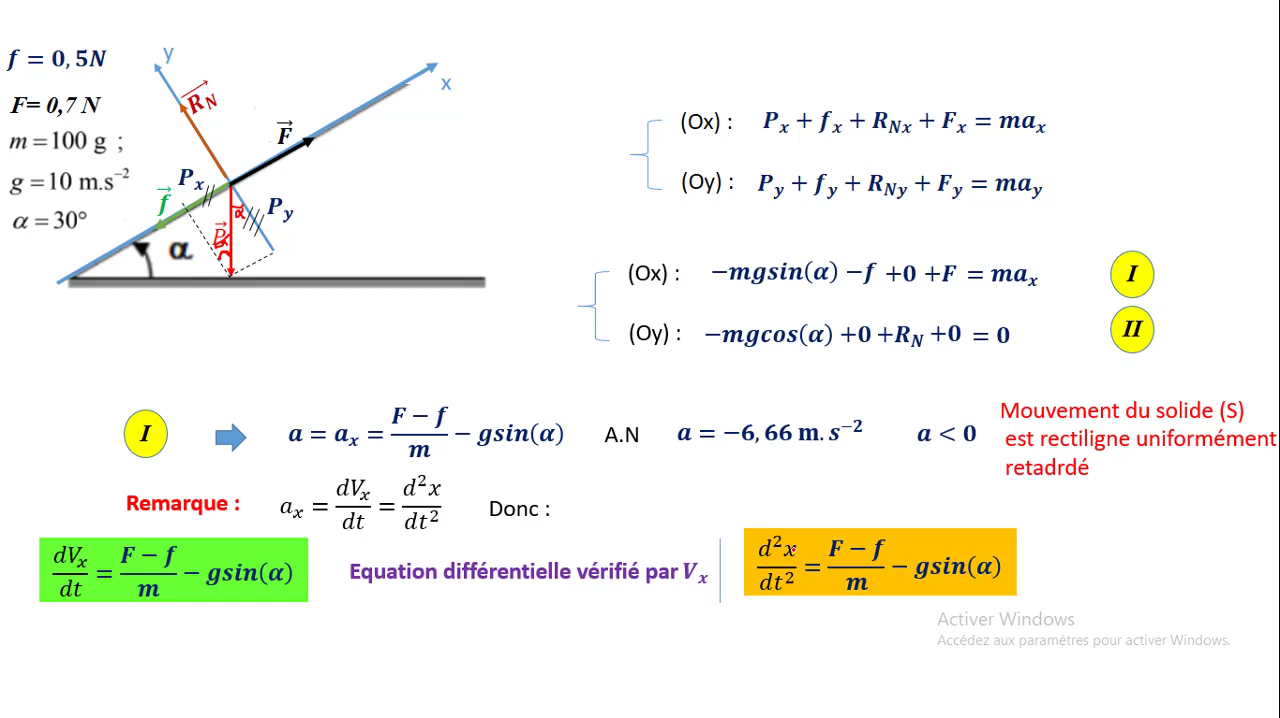 f = 0, 5N
F= 0,7 N
m = 100 g ;
g = 10 m.s⁻²
α = 30°
y
x
R_N
F
P_x
f
P_y
α
P
α
α
(Ox) : P_x + f_x + R_Nx + F_x = ma_x
(Oy) : P_y + f_y + R_Ny + F_y = ma_y
(Ox) : −mgsin(α) −f +0 +F = ma_x I
(Oy) : −mgcos(α) +0 +R_N +0 = 0 II
I a = a_x = (F − f)/m − gsin(α) A.N a = −6, 66 m. s⁻² a < 0
Mouvement du solide (S)
est rectiligne uniformément
retadrdé
Remarque : a_x = dV_x/dt = d²x/dt² Donc :
dV_x/dt = (F − f)/m − gsin(α)
Equation différentielle vérifié par V_x
d²x/dt² = (F − f)/m − gsin(α)
Activer Windows
Accédez aux paramètres pour activer Windows.